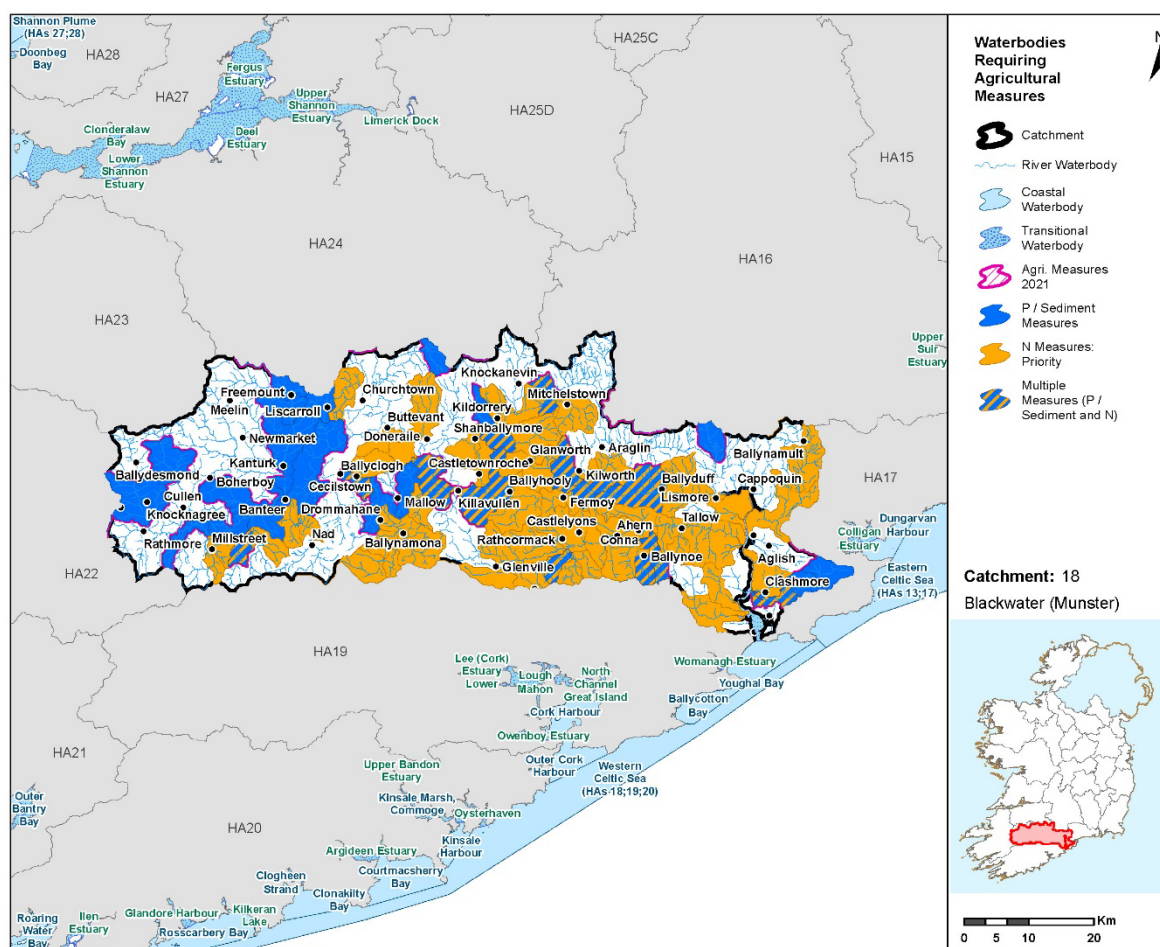 Shannon Plume
(HAs 27;28)
Doonbeg
Bay
HA28
HA27
Fergus
Estuary
Upper
Shannon
Estuary
Limerick Dock
Clonderalaw
Bay
Deel
Estuary
Lower
Shannon
Estuary
HA25C
HA25D
HA15
HA24
HA16
HA23
Upper
Suir
Estuary
Knockanevin
Freemount
Churchtown
Mitchelstown
Meelin
Liscarroll
Kildorrery
Buttevant
Shanballymore
Newmarket
Doneraile
Glanworth
Araglin
Ballynamult
Kanturk
Ballyclogh
Castletownroche
Ballydesmond
Boherboy
Kilworth
Ballyduff
Cappoquin
HA17
Cecilstown
Ballyhooly
Cullen
Mallow
Killavullen
Fermoy
Lismore
Banteer
Drommahane
Knocknagree
Castlelyons
Ahern
Tallow
Dungarvan
Harbour
Colligan
Estuary
Rathmore
Millstreet
Nad
Ballynamona
Rathcormack
Conna
Aglish
Ballynoe
HA22
Glenville
Clashmore
Eastern
Celtic Sea
(HAs 13;17)
HA19
Womanagh Estuary
Youghal Bay
Lee (Cork)
Estuary
Lower
Lough
Mahon
North
Channel
Great Island
Ballycotton
Bay
Cork Harbour
Owenboy Estuary
HA21
Outer Cork
Harbour
Western
Celtic Sea
(HAs 18;19;20)
Upper Bandon
Estuary
Outer
Bantry
Bay
Kinsale Marsh,
Commoge
Oysterhaven
HA20
Kinsale
Harbour
Argideen Estuary
Courtmacsherry
Bay
Clogheen
Strand
Clonakilty
Bay
Kilkeran
Lake
Glandore Harbour
Rosscarbery Bay
Ilen
Estuary
Roaring
Water
Bay
Waterbodies
Requiring
Agricultural
Measures
N
Catchment
River Waterbody
Coastal
Waterbody
Transitional
Waterbody
Agri. Measures
2021
P / Sediment
Measures
N Measures:
Priority
Multiple
Measures (P /
Sediment and N)
Catchment: 18
Blackwater (Munster)
Km
0 5 10 20